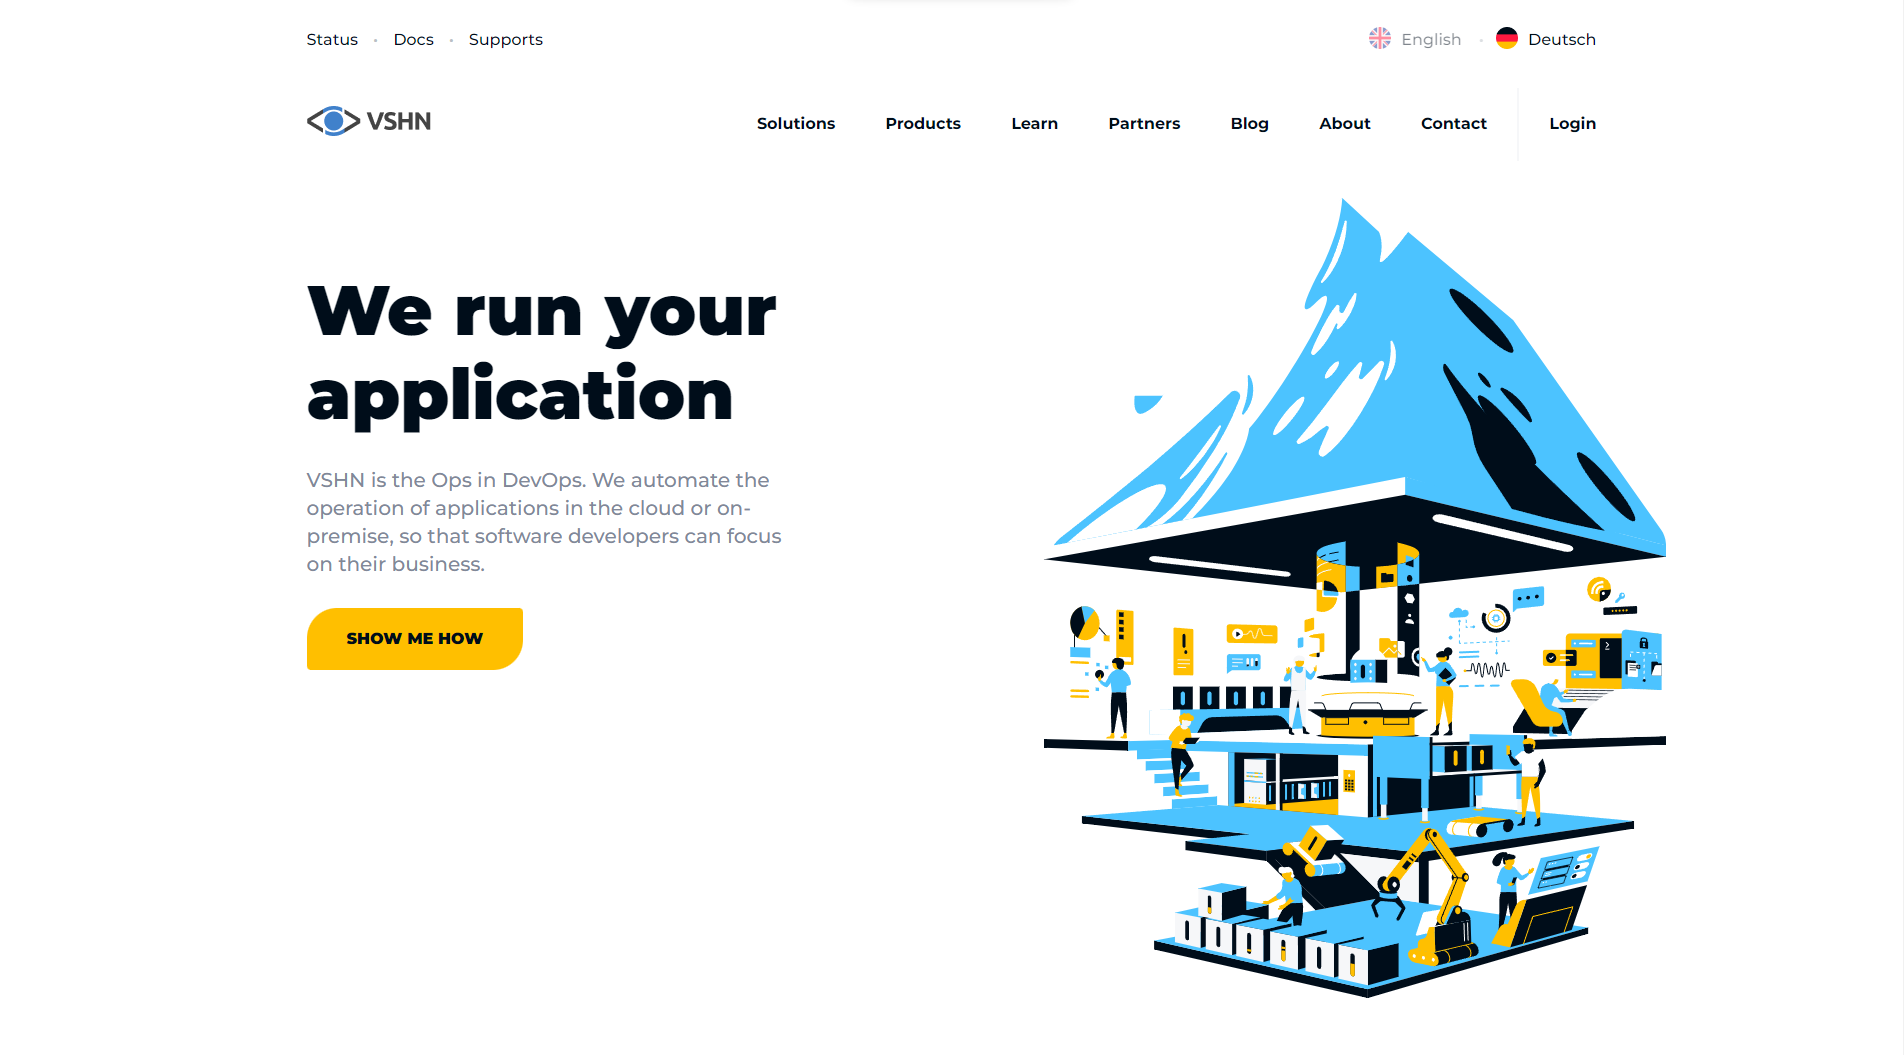 Status • Docs • Supports
English • Deutsch
VSHN
Solutions Products Learn Partners Blog About Contact Login
We run your
application
VSHN is the Ops in DevOps. We automate the
operation of applications in the cloud or on-
premise, so that software developers can focus
on their business.
SHOW ME HOW